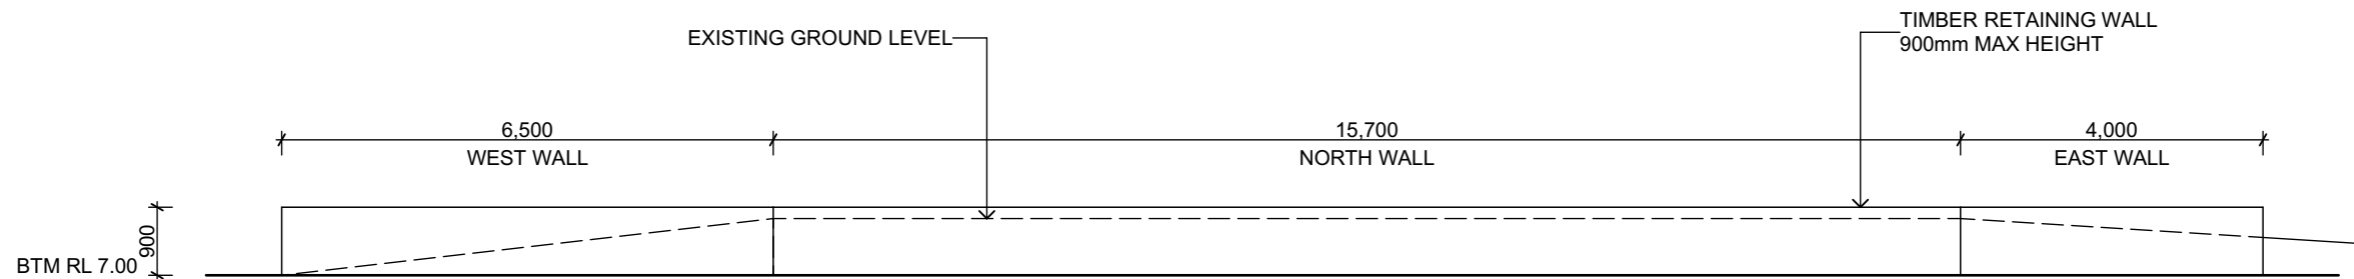 TIMBER RETAINING WALL
900mm MAX HEIGHT
EXISTING GROUND LEVEL
6,500
15,700
4,000
WEST WALL
NORTH WALL
EAST WALL
900
BTM RL 7.00